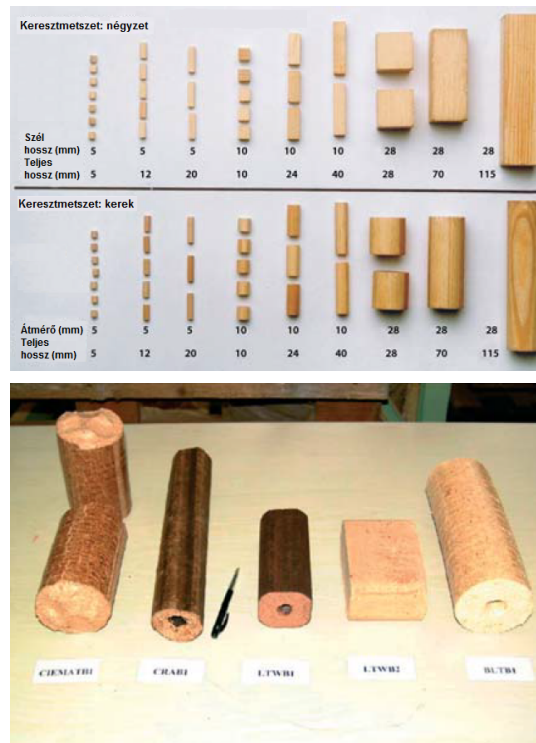 Keresztmetszet: négyzet
Szél
hossz (mm) 5 5 5 10 10 10 28 28 28
Teljes
hossz (mm) 5 12 20 10 24 40 28 70 115
Keresztmetszet: kerek
Átmérő (mm) 5 5 5 10 10 10 28 28 28
Teljes
hossz (mm) 5 12 20 10 24 40 28 70 115
CIEMATB1 CRAB1 LTWB1 LTWB2 BLTB1